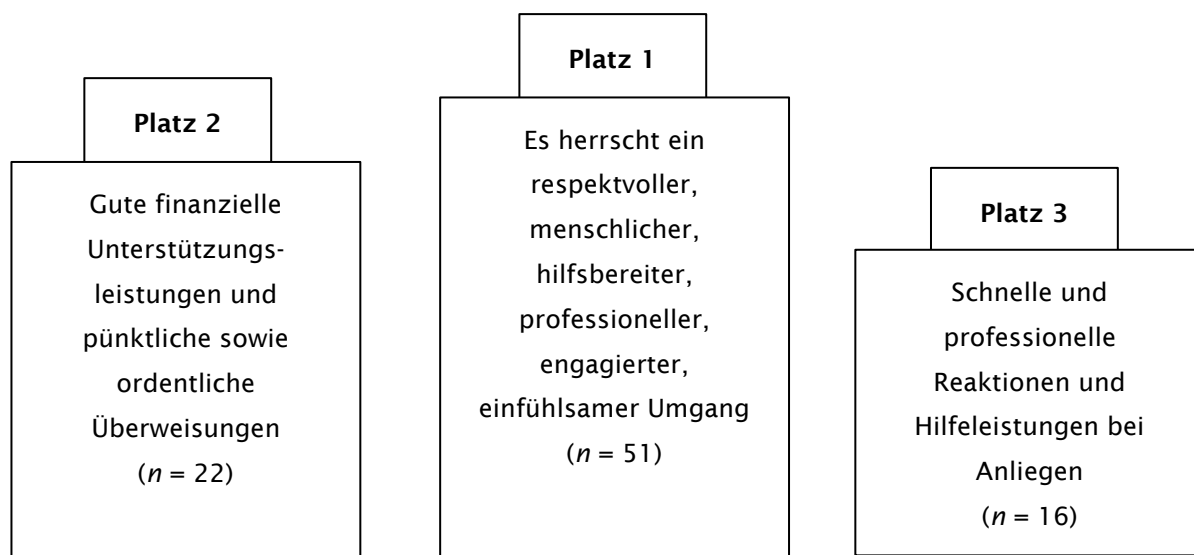 Platz 2
Gute finanzielle
Unterstützungs-
leistungen und
pünktliche sowie
ordentliche
Überweisungen
(n = 22)
Platz 1
Es herrscht ein
respektvoller,
menschlicher,
hilfsbereiter,
professioneller,
engagierter,
einfühlsamer Umgang
(n = 51)
Platz 3
Schnelle und
professionelle
Reaktionen und
Hilfeleistungen bei
Anliegen
(n = 16)